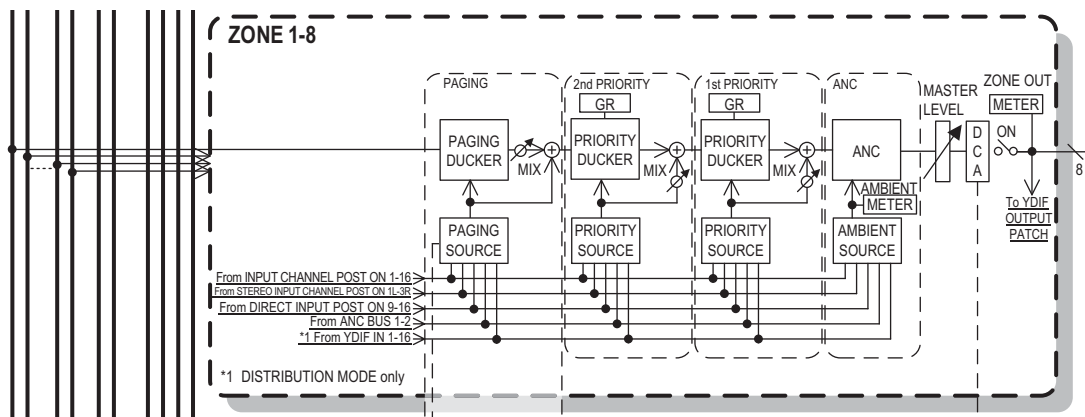 ZONE 1-8
PAGING
2nd PRIORITY
1st PRIORITY
ANC
GR
GR
MASTER
LEVEL
ZONE OUT
METER
PAGING
DUCKER
MIX
PRIORITY
DUCKER
MIX
PRIORITY
DUCKER
MIX
ANC
D
C
A
ON
8
AMBIENT
METER
To YDIF
OUTPUT
PATCH
PAGING
SOURCE
PRIORITY
SOURCE
PRIORITY
SOURCE
AMBIENT
SOURCE
From INPUT CHANNEL POST ON 1-16
From STEREO INPUT CHANNEL POST ON 1L-3R
From DIRECT INPUT POST ON 9-16
From ANC BUS 1-2
*1 From YDIF IN 1-16
*1 DISTRIBUTION MODE only